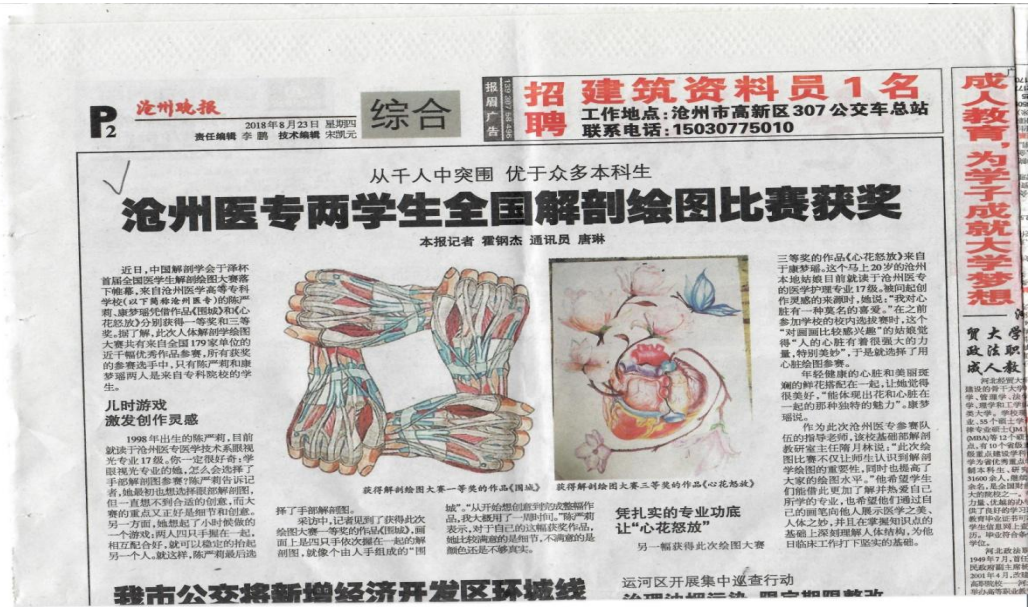 P2
沧州晚报
2018年8月23日 星期四
责任编辑 李 鹏 技术编辑 宋凯元
综合
报眉广告
招聘
建筑资料员1名
工作地点:沧州市高新区307公交车总站
联系电话:15030775010
从千人中突围 优于众多本科生
沧州医专两学生全国解剖绘图比赛获奖
本报记者 霍钢杰 通讯员 唐琳
近日,中国解剖学会于泽杯
首届全国医学生解剖绘图大赛落
下帷幕,来自沧州医学高等专科
学校(以下简称沧州医专)的陈严
莉、康梦瑶凭借作品《围城》和《心
花怒放》分别获得一等奖和三等
奖。据了解,此次人体解剖学绘图
大赛共有来自全国179家单位的
近千幅优秀作品参赛,所有获奖
的参赛选手中,只有陈严莉和康
梦瑶两人是来自专科院校的学
生。
儿时游戏
激发创作灵感
1998年出生的陈严莉,目前
就读于沧州医专医学技术系眼视
光专业17级。你一定很好奇:学
眼视光专业的她,怎么会选择了
手部解剖图参赛?陈严莉告诉记
者,她最初也想选择眼部解剖图,
但一直想不到合适的创意,而大
赛的重点又正好是细节和创意。
另一方面,她想起了小时候做的
一个游戏:两人四只手握在一起,
相互配合好,就可以稳定的抬起
另一个人。就这样,陈严莉最后选
获得解剖绘图大赛一等奖的作品《围城》
择了手部解剖图。
采访中,记者见到了获得此次
绘图大赛一等奖的作品《围城》,画
面上是四只手依次握在一起的解
剖图,就像个由人手组成的“围
城”。“从开始想创意到完成整幅作
品,我大概用了一周时间。”陈严莉
表示,对于自己的这幅获奖作品,
她比较满意的是细节,不满意的是
颜色还是不够真实。
获得解剖绘图大赛三等奖的作品《心花怒放》
凭扎实的专业功底
让“心花怒放”
另一幅获得此次绘图大赛
三等奖的作品《心花怒放》来自
于康梦瑶。这个马上20岁的沧州
本地姑娘目前就读于沧州医专
的医学护理专业17级。被问起创
作灵感的来源时,她说:“我对心
脏有一种莫名的喜爱。”在之前
参加学校的校内选拔赛时,这个
“对画画比较感兴趣”的姑娘觉
得“人的心脏有着很强大的力
量,特别美妙”,于是就选择了用
心脏绘图参赛。
年轻健康的心脏和美丽斑
斓的鲜花搭配在一起,让她觉得
很美好,“能体现出花和心脏在
一起的那种独特的魅力”。康梦
瑶说。
作为此次沧州医专参赛队
伍的指导老师,该校基础部解剖
教研室主任隋月林说:“此次绘
图比赛不仅让师生认识到解剖
学绘图的重要性,同时也提高了
大家的绘图水平。”他希望学生
们能借此更加了解并热爱自己
所学的专业,也希望他们通过自
己的画笔向他人展示医学之美、
人体之妙,并且在掌握知识点的
基础上深刻理解人体结构,为他
日临床工作打下坚实的基础。
我市公交将新增经济开发区环城线
运河区开展集中巡查行动
成人教育,为学子成就大学梦想
贸大学
政法职
成人教